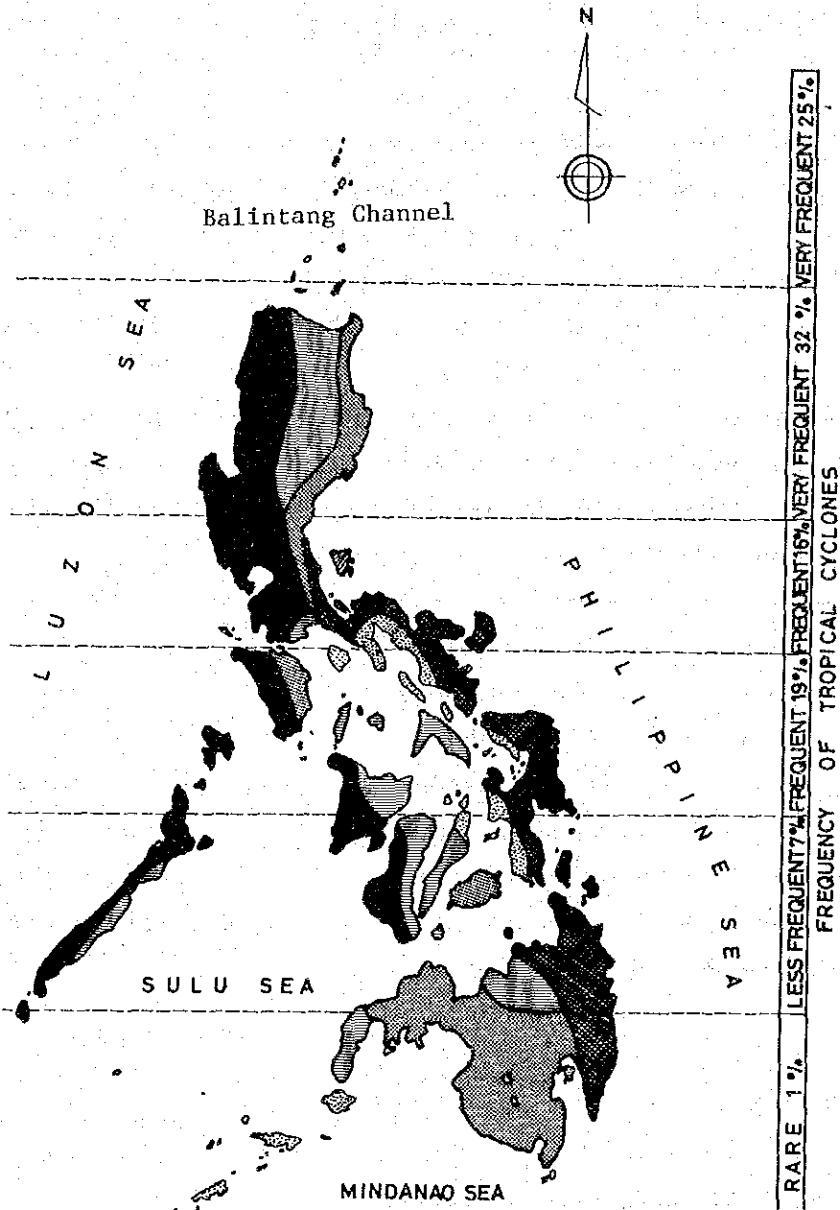 N
Balintang Channel
LUZON SEA
PHILIPPINE SEA
SULU SEA
MINDANAO SEA
RARE 1 %
LESS FREQUENT 7%
FREQUENT 19%
FREQUENT 16%
VERY FREQUENT 32 %
VERY FREQUENT 25 %
FREQUENCY OF TROPICAL CYCLONES